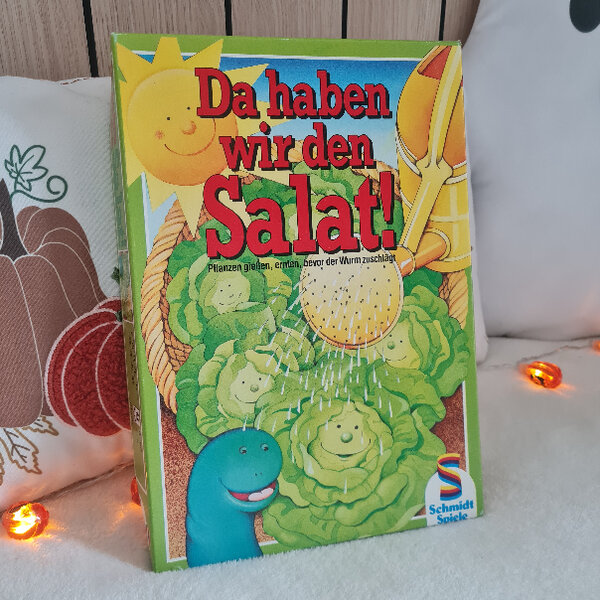 Da haben
wir den
Salat!
Pflanzen gießen, ernten, bevor der Wurm zuschlägt
Schmidt
Spiele